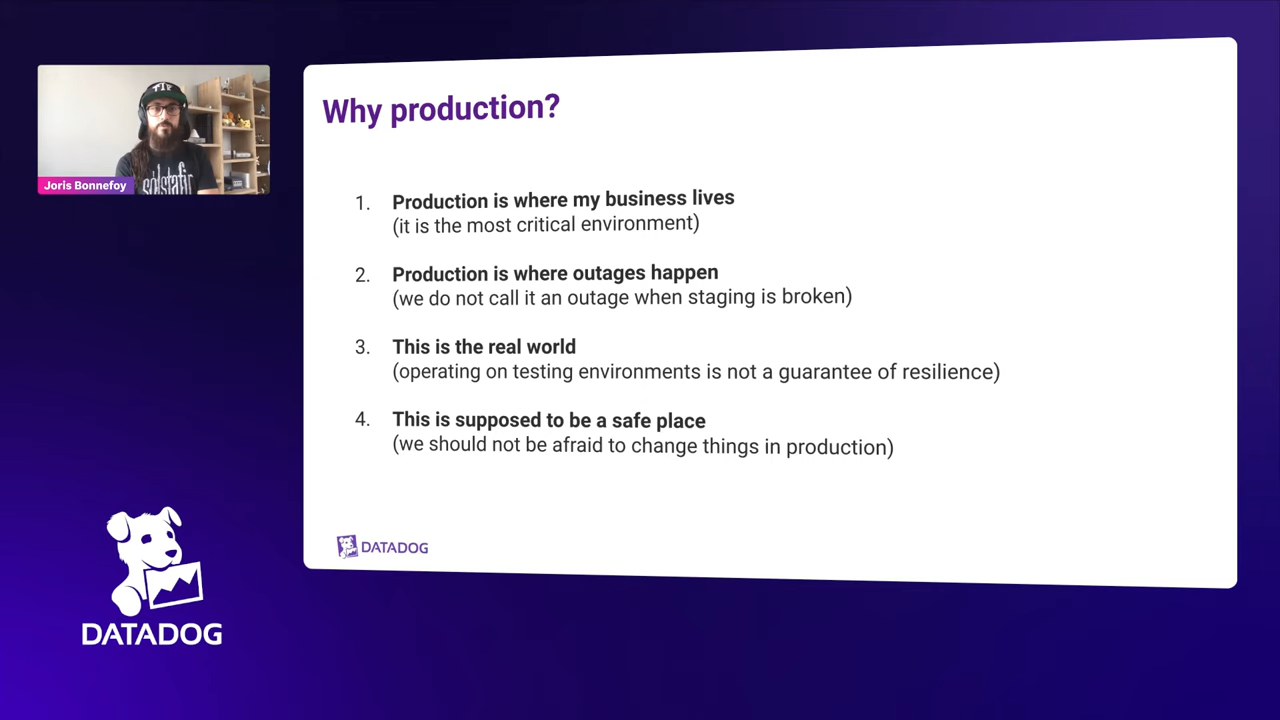 TIF
solstafir
Joris Bonnefoy
Why production?
1. Production is where my business lives
(it is the most critical environment)
2. Production is where outages happen
(we do not call it an outage when staging is broken)
3. This is the real world
(operating on testing environments is not a guarantee of resilience)
4. This is supposed to be a safe place
(we should not be afraid to change things in production)
DATADOG
DATADOG